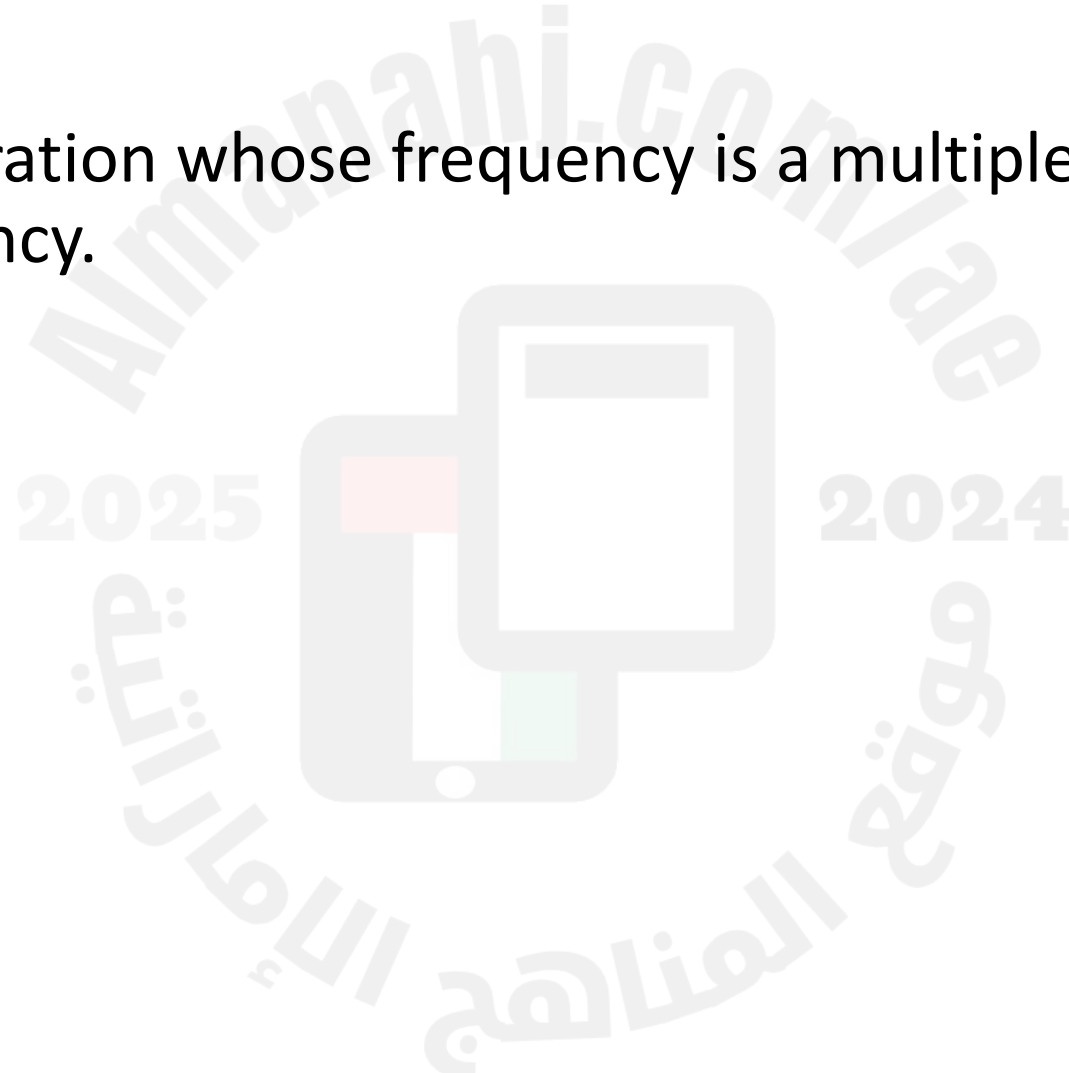 Almanahj.com/ae
ration whose frequency is a multiple
ncy.
2025
2024
موقع المناهج الإماراتية